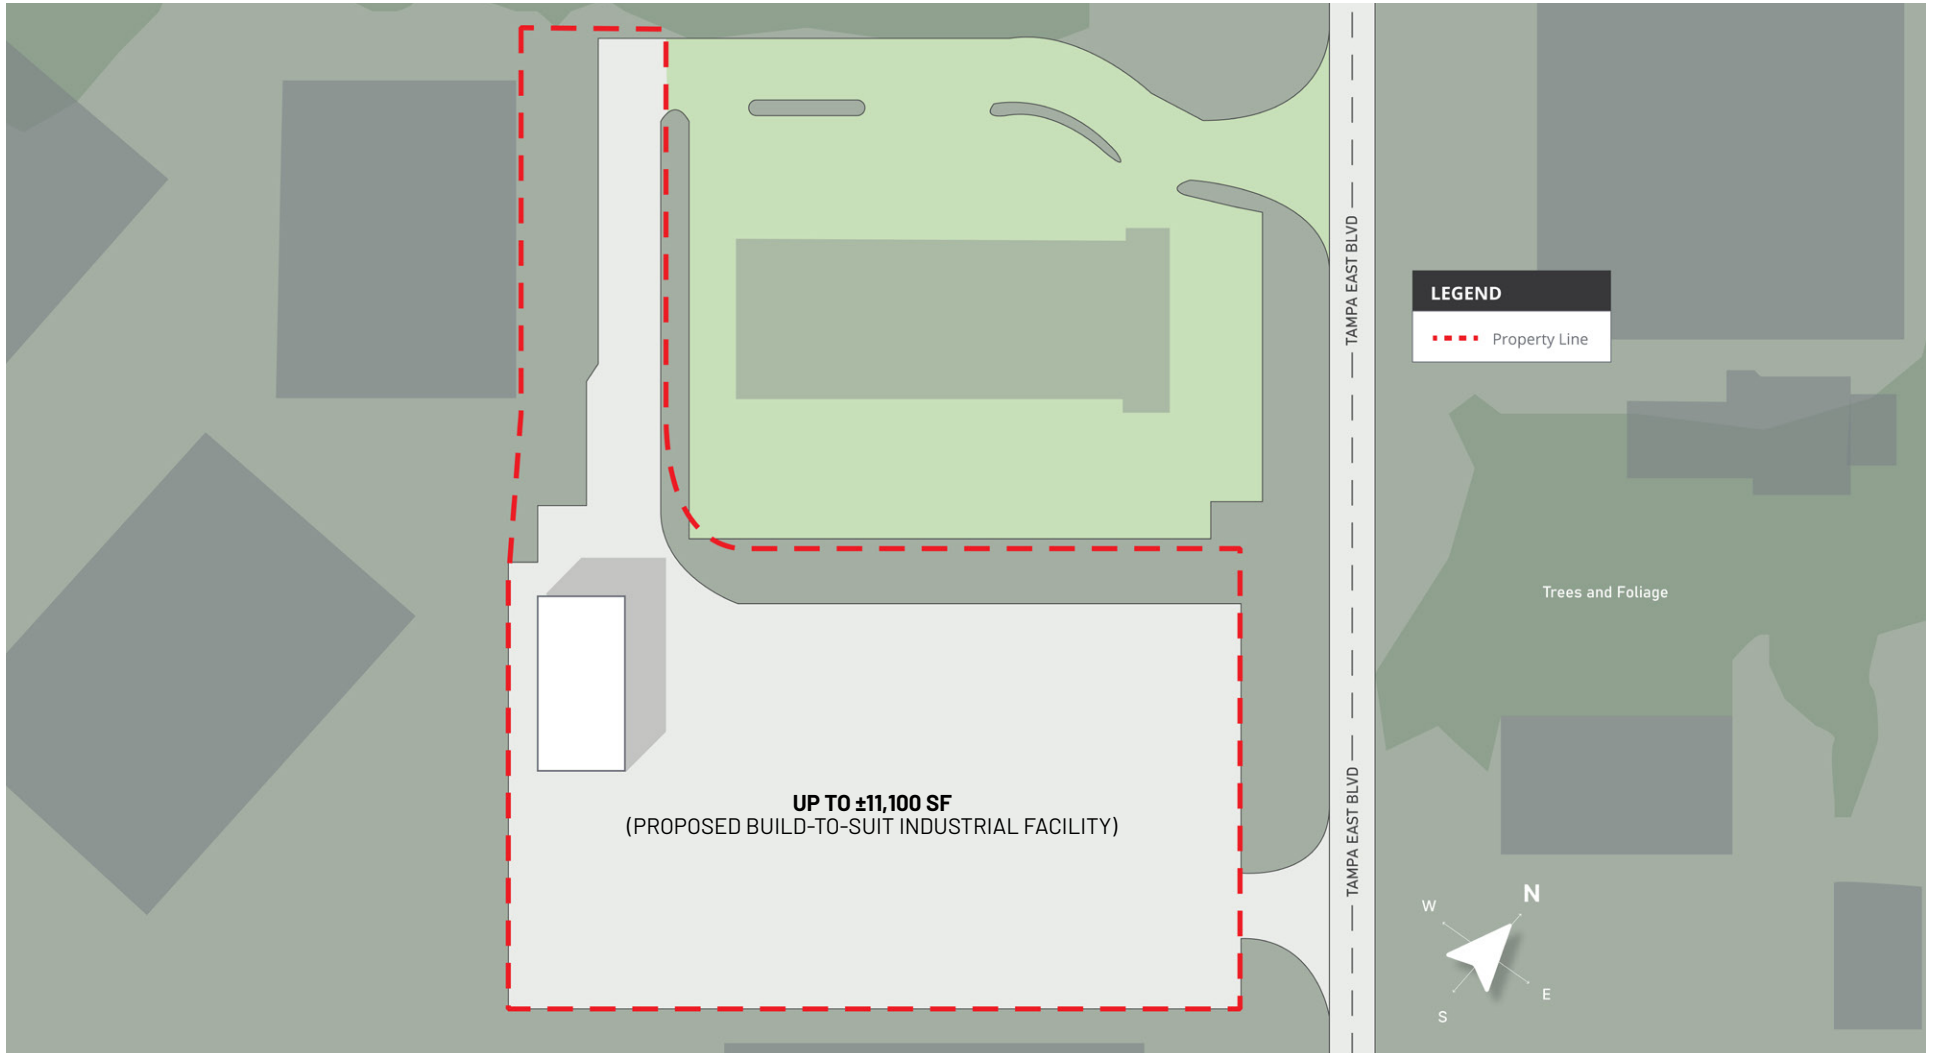 TAMPA EAST BLVD
LEGEND
Property Line
Trees and Foliage
TAMPA EAST BLVD
UP TO ±11,100 SF
(PROPOSED BUILD-TO-SUIT INDUSTRIAL FACILITY)
N
W
E
S